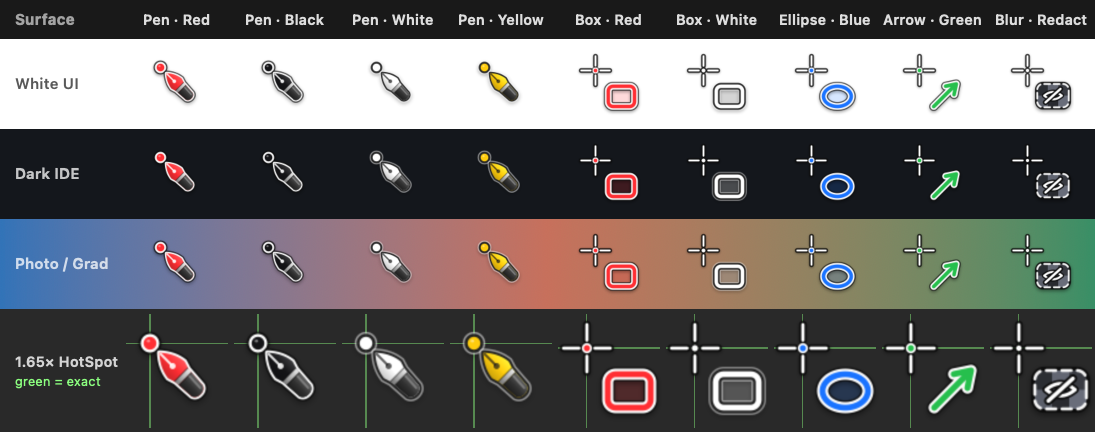 Surface Pen · Red Pen · Black Pen · White Pen · Yellow Box · Red Box · White Ellipse · Blue Arrow · Green Blur · Redact
White UI
Dark IDE
Photo / Grad
1.65× HotSpot
green = exact